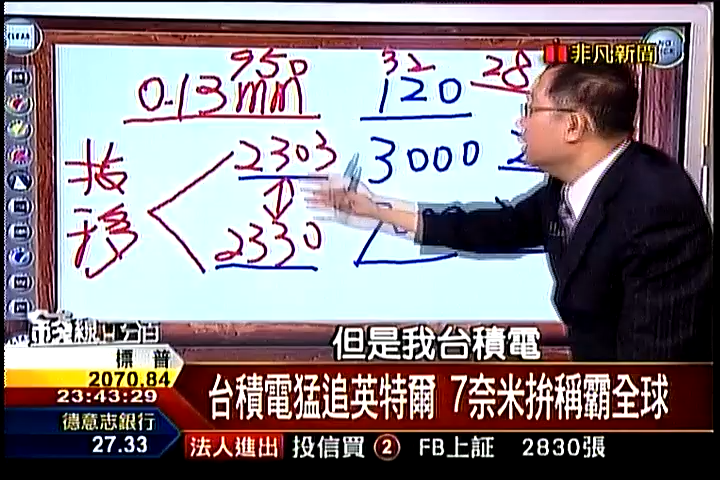 CLEAR
非凡新聞
950
32
28
0.13mm
120
技移
2303
3000
2330
但是我台積電
標普
2070.84
23:43:29
台積電猛追英特爾 7奈米拚稱霸全球
德意志銀行
27.33
法人進出 投信買 2 FB上証 2830張